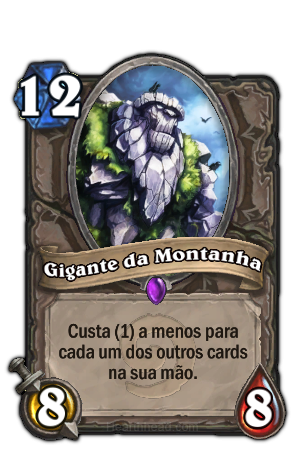 12
Gigante da Montanha
Custa (1) a menos para
cada um dos outros cards
na sua mão.
8
8